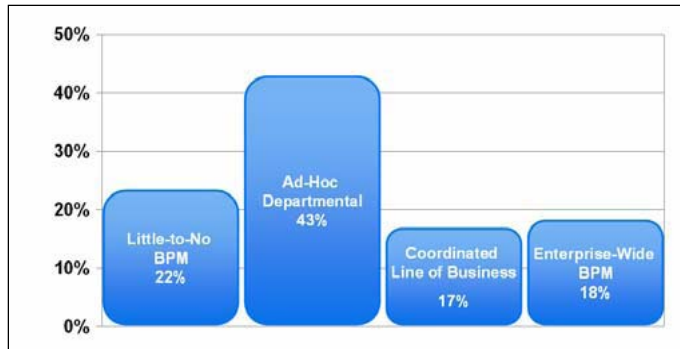 50%
40%
30%
20%
10%
0%
Little-to-No
BPM
22%
Ad-Hoc
Departmental
43%
Coordinated
Line of Business
17%
Enterprise-Wide
BPM
18%